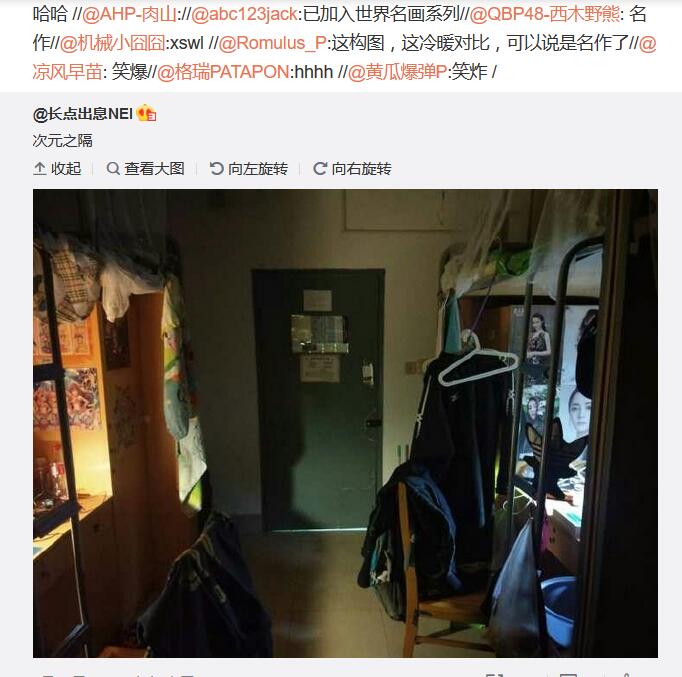 哈哈 //@AHP-肉山://@abc123jack:已加入世界名画系列//@QBP48-西木野熊: 名
作//@机械小囧囧:xswl //@Romulus_P:这构图，这冷暖对比，可以说是名作了//@
凉风早苗: 笑爆//@格瑞PATAPON:hhhh //@黄瓜爆弹P:笑炸 /
@长点出息NEI
次元之隔
收起 查看大图 向左旋转 向右旋转